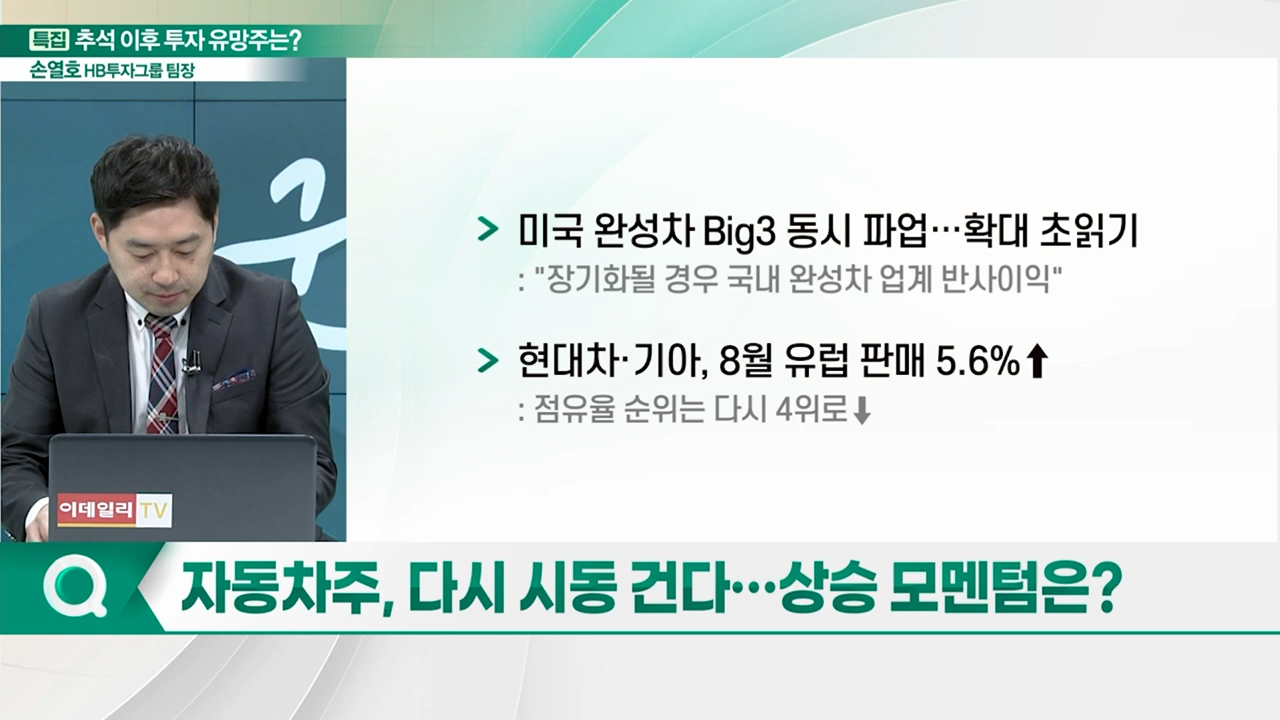 특집 추석 이후 투자 유망주는?
손열호 HB투자그룹 팀장
> 미국 완성차 Big3 동시 파업…확대 초읽기
: "장기화될 경우 국내 완성차 업계 반사이익"
> 현대차·기아, 8월 유럽 판매 5.6%⬆
: 점유율 순위는 다시 4위로⬇
이데일리 TV
Q 자동차주, 다시 시동 건다…상승 모멘텀은?